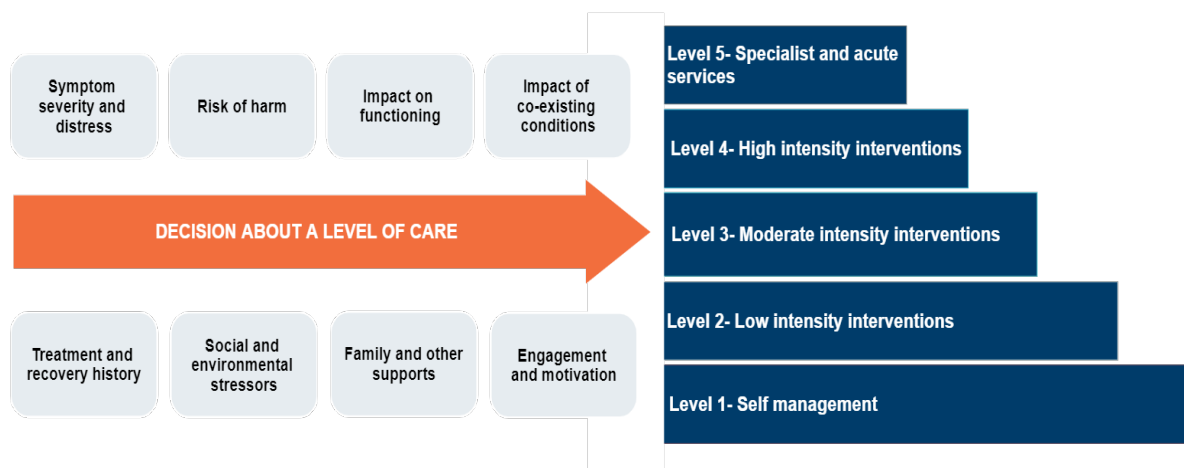 Symptom
severity and
distress
Risk of harm
Impact on
functioning
Impact of
co-existing
conditions
DECISION ABOUT A LEVEL OF CARE
Treatment and
recovery history
Social and
environmental
stressors
Family and other
supports
Engagement
and motivation
Level 5- Specialist and acute
services
Level 4- High intensity interventions
Level 3- Moderate intensity interventions
Level 2- Low intensity interventions
Level 1- Self management